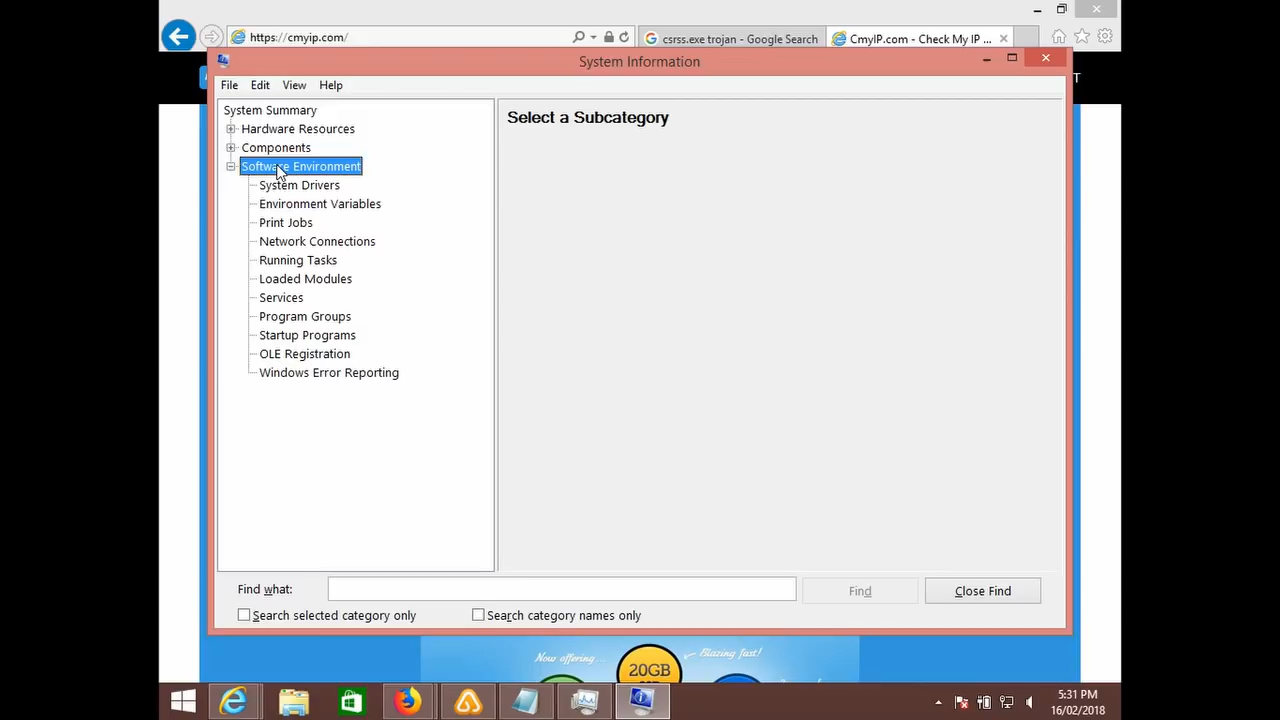 https://cmyip.com/
csrss.exe trojan - Google Search
CmyIP.com - Check My IP ...
System Information
T
File Edit View Help
System Summary
Hardware Resources
Components
Software Environment
System Drivers
Environment Variables
Print Jobs
Network Connections
Running Tasks
Loaded Modules
Services
Program Groups
Startup Programs
OLE Registration
Windows Error Reporting
Select a Subcategory
Find what:
Find
Close Find
Search selected category only
Search category names only
Now offering...
20GB
Blazing fast!
5:31 PM
16/02/2018